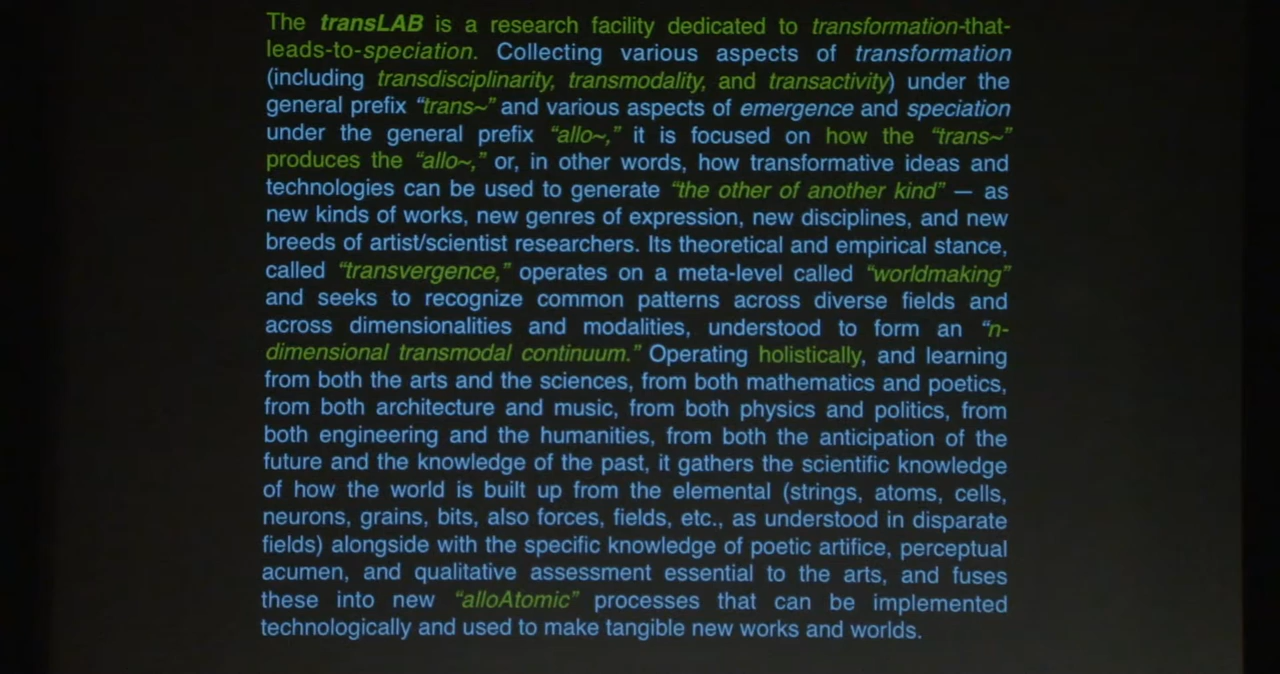 The transLAB is a research facility dedicated to transformation-that-
leads-to-speciation. Collecting various aspects of transformation
(including transdisciplinarity, transmodality, and transactivity) under the
general prefix “trans~” and various aspects of emergence and speciation
under the general prefix “allo~,” it is focused on how the “trans~”
produces the “allo~,” or, in other words, how transformative ideas and
technologies can be used to generate “the other of another kind” — as
new kinds of works, new genres of expression, new disciplines, and new
breeds of artist/scientist researchers. Its theoretical and empirical stance,
called “transvergence,” operates on a meta-level called “worldmaking”
and seeks to recognize common patterns across diverse fields and
across dimensionalities and modalities, understood to form an “n-
dimensional transmodal continuum.” Operating holistically, and learning
from both the arts and the sciences, from both mathematics and poetics,
from both architecture and music, from both physics and politics, from
both engineering and the humanities, from both the anticipation of the
future and the knowledge of the past, it gathers the scientific knowledge
of how the world is built up from the elemental (strings, atoms, cells,
neurons, grains, bits, also forces, fields, etc., as understood in disparate
fields) alongside with the specific knowledge of poetic artifice, perceptual
acumen, and qualitative assessment essential to the arts, and fuses
these into new “alloAtomic” processes that can be implemented
technologically and used to make tangible new works and worlds.